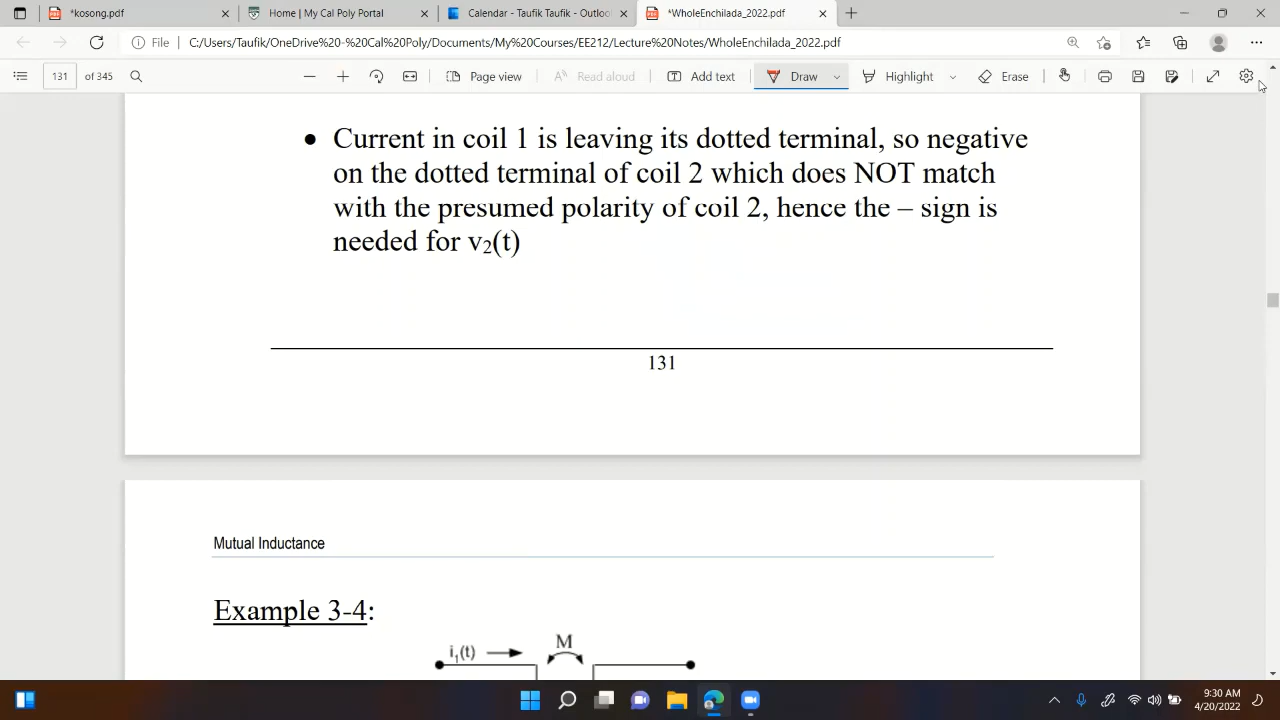 *kosong.pdf
Home | My Cal Poly Portal
Calendar - Taufik Taufik - Outloo
*WholeEnchilada_2022.pdf
File
C:/Users/Taufik/OneDrive%20-%20Cal%20Poly/Documents/My%20Courses/EE212/Lecture%20Notes/WholeEnchilada_2022.pdf
131 of 345
Page view
Read aloud
Add text
Draw
Highlight
Erase
• Current in coil 1 is leaving its dotted terminal, so negative
on the dotted terminal of coil 2 which does NOT match
with the presumed polarity of coil 2, hence the – sign is
needed for v₂(t)
131
Mutual Inductance
Example 3-4:
i₁(t)
M
9:30 AM
4/20/2022